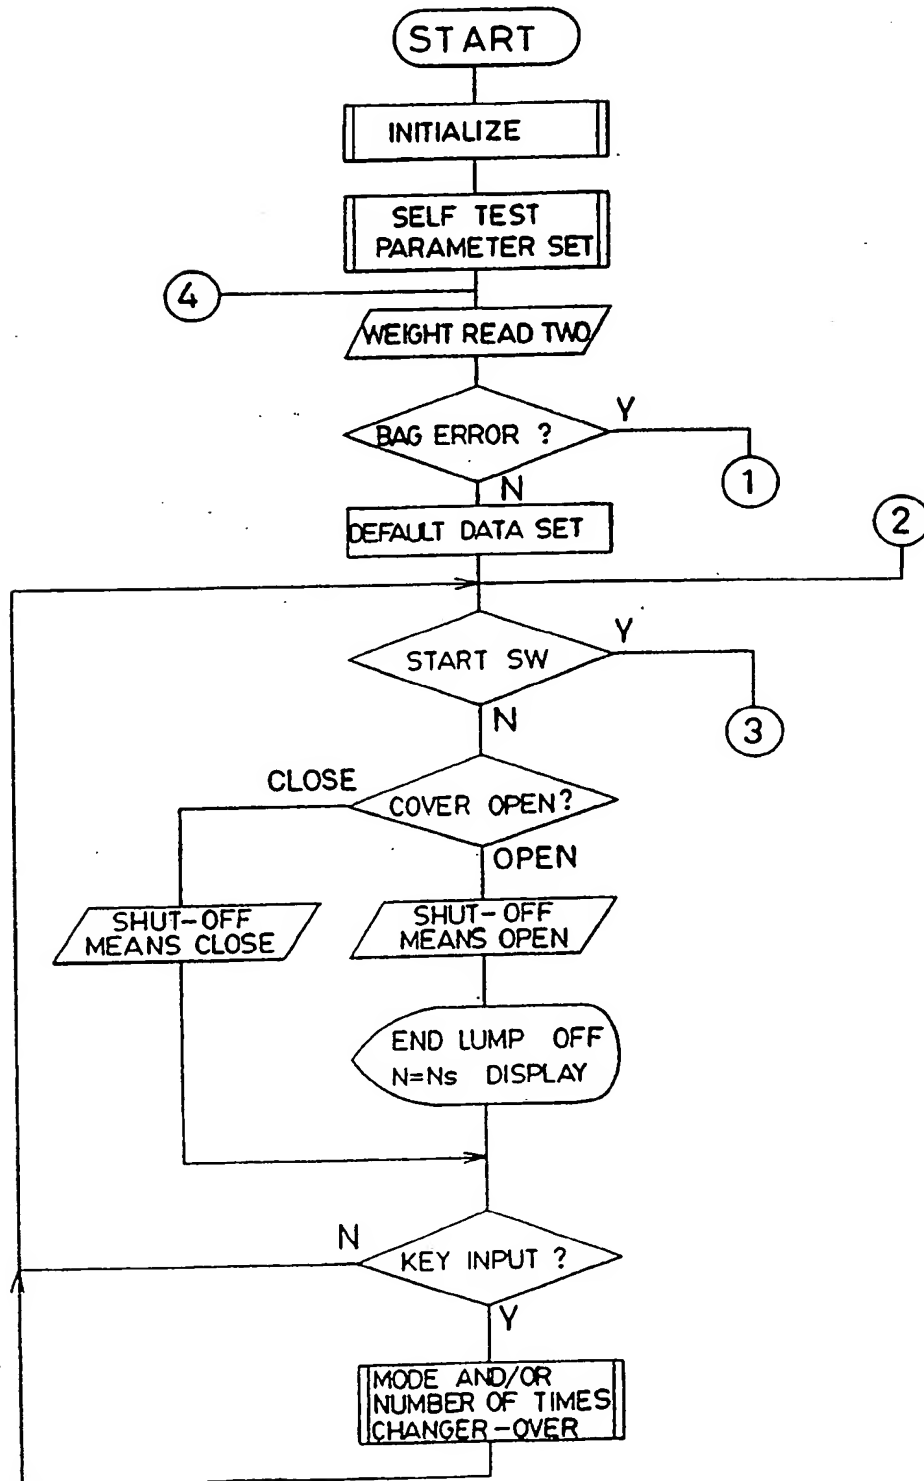 START
INITIALIZE
SELF TEST
PARAMETER SET
4
WEIGHT READ TWO
BAG ERROR ?
Y
1
N
DEFAULT DATA SET
2
START SW
Y
3
N
CLOSE
COVER OPEN?
OPEN
SHUT-OFF
MEANS CLOSE
SHUT-OFF
MEANS OPEN
END LUMP OFF
N=Ns DISPLAY
N
KEY INPUT ?
Y
MODE AND/OR
NUMBER OF TIMES
CHANGER-OVER